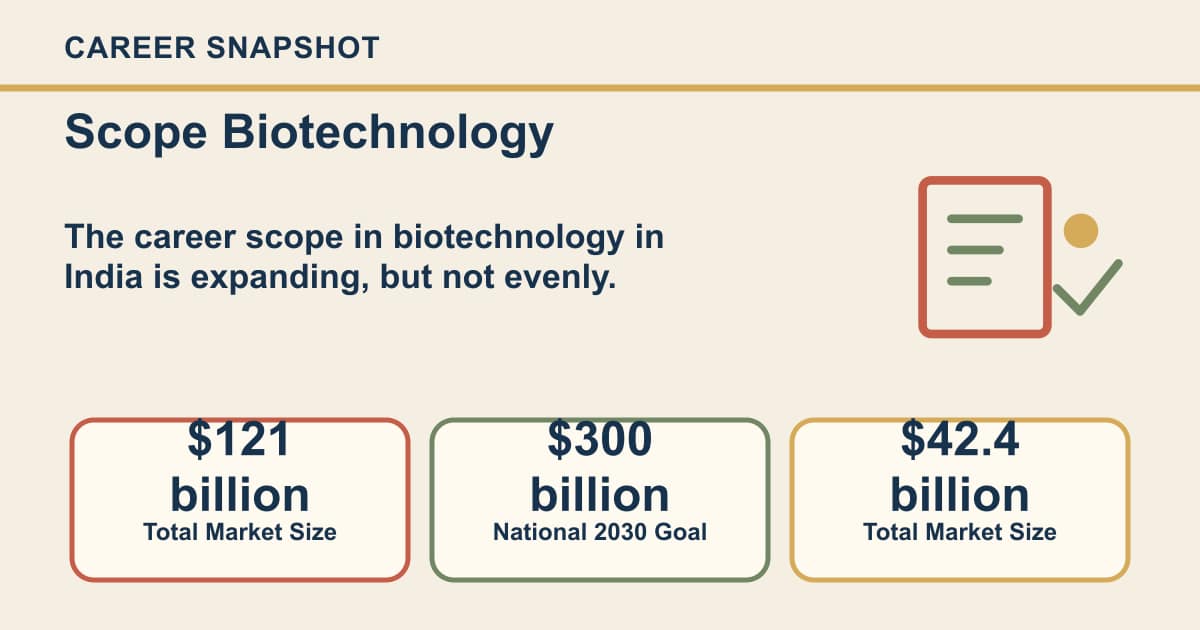 CAREER SNAPSHOT
Scope Biotechnology
The career scope in biotechnology in
India is expanding, but not evenly.
$121
billion
Total Market Size
$300
billion
National 2030 Goal
$42.4
billion
Total Market Size